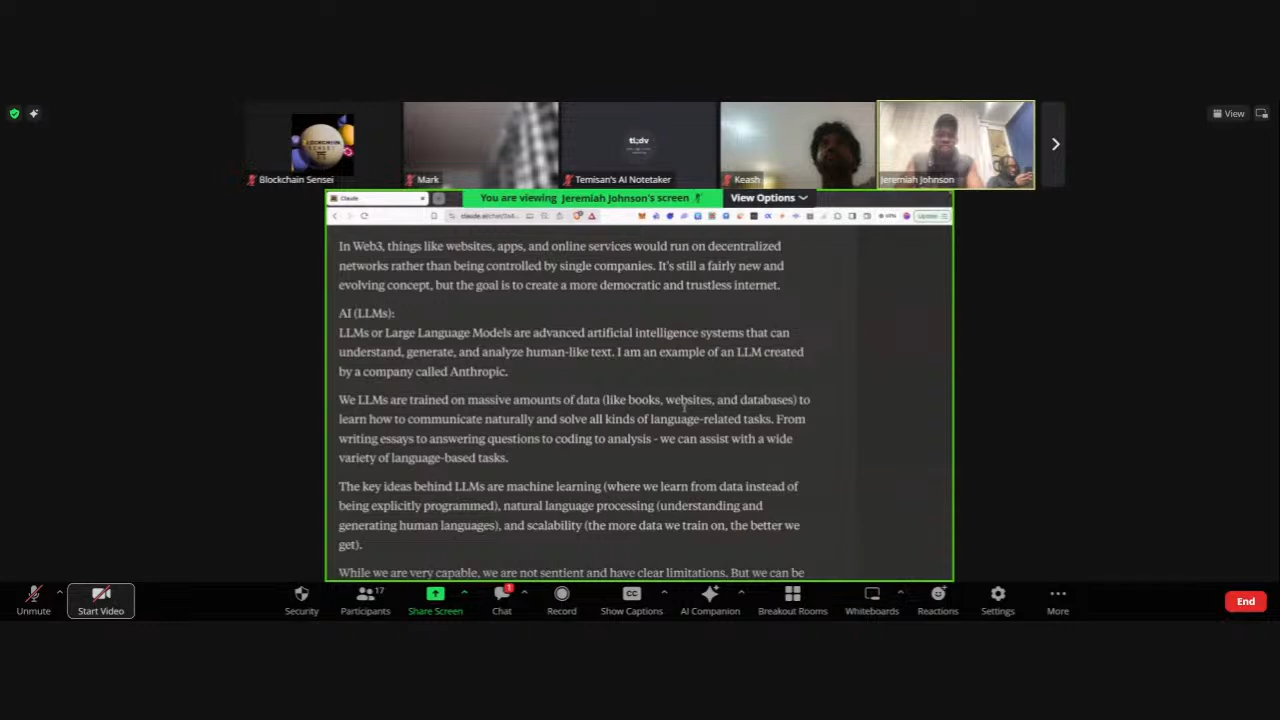 View
Blockchain Sensei
Mark
tl;dv
Temisan's AI Notetaker
Keash
Jeremiah Johnson
You are viewing Jeremiah Johnson's screen
View Options
Claude
In Web3, things like websites, apps, and online services would run on decentralized
networks rather than being controlled by single companies. It's still a fairly new and
evolving concept, but the goal is to create a more democratic and trustless internet.
AI (LLMs):
LLMs or Large Language Models are advanced artificial intelligence systems that can
understand, generate, and analyze human-like text. I am an example of an LLM created
by a company called Anthropic.
We LLMs are trained on massive amounts of data (like books, websites, and databases) to
learn how to communicate naturally and solve all kinds of language-related tasks. From
writing essays to answering questions to coding to analysis - we can assist with a wide
variety of language-based tasks.
The key ideas behind LLMs are machine learning (where we learn from data instead of
being explicitly programmed), natural language processing (understanding and
generating human languages), and scalability (the more data we train on, the better we
get).
While we are very capable, we are not sentient and have clear limitations. But we can be
Unmute
Start Video
Security
Participants 17
Share Screen
Chat 1
Record
CC
Show Captions
AI Companion
Breakout Rooms
Whiteboards
Reactions
Settings
More
End